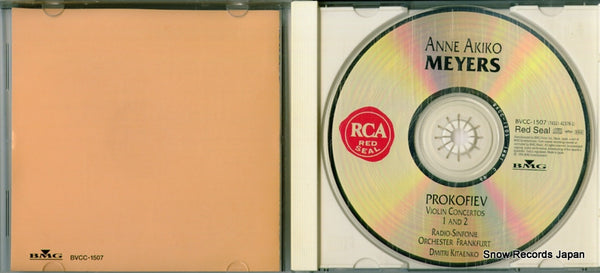 BMG
BVCC-1507
ANNE AKIKO
MEYERS
RCA
RED
SEAL
BVCC-1507
Red Seal
BMG
PROKOFIEV
VIOLIN CONCERTOS
1 AND 2
RADIO-SINFONIE
ORCHESTER FRANKFURT
DMITRI KITAENKO
Snow Records Japan